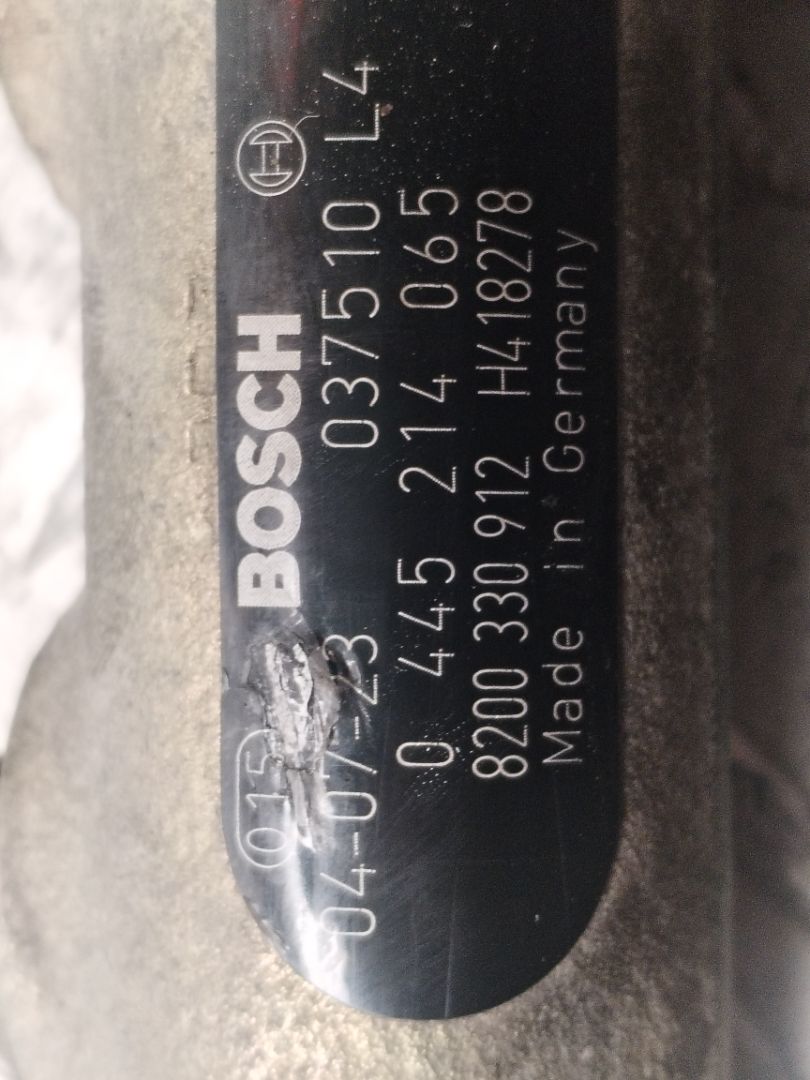 015 BOSCH
04-07-23 037510 L4
0 445 214 065
8200 330 912 H418278
Made in Germany